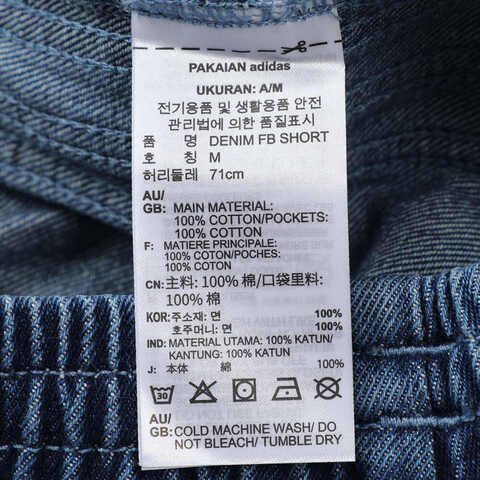 PAKAIAN adidas
UKURAN: A/M
전기용품 및 생활용품 안전
관리법에 의한 품질표시
품 명 DENIM FB SHORT
호 칭 M
허리둘레 71cm
AU/
GB: MAIN MATERIAL:
100% COTTON/POCKETS:
100% COTTON
F: MATIERE PRINCIPALE:
100% COTON/POCHES:
100% COTON
CN: 主料: 100% 棉/口袋里料:
100% 棉
KOR: 주소재: 면 100%
호주머니: 면 100%
IND: MATERIAL UTAMA: 100% KATUN/
KANTUNG: 100% KATUN
J: 本体 綿 100%
30
AU/
GB: COLD MACHINE WASH/ DO
NOT BLEACH/ TUMBLE DRY